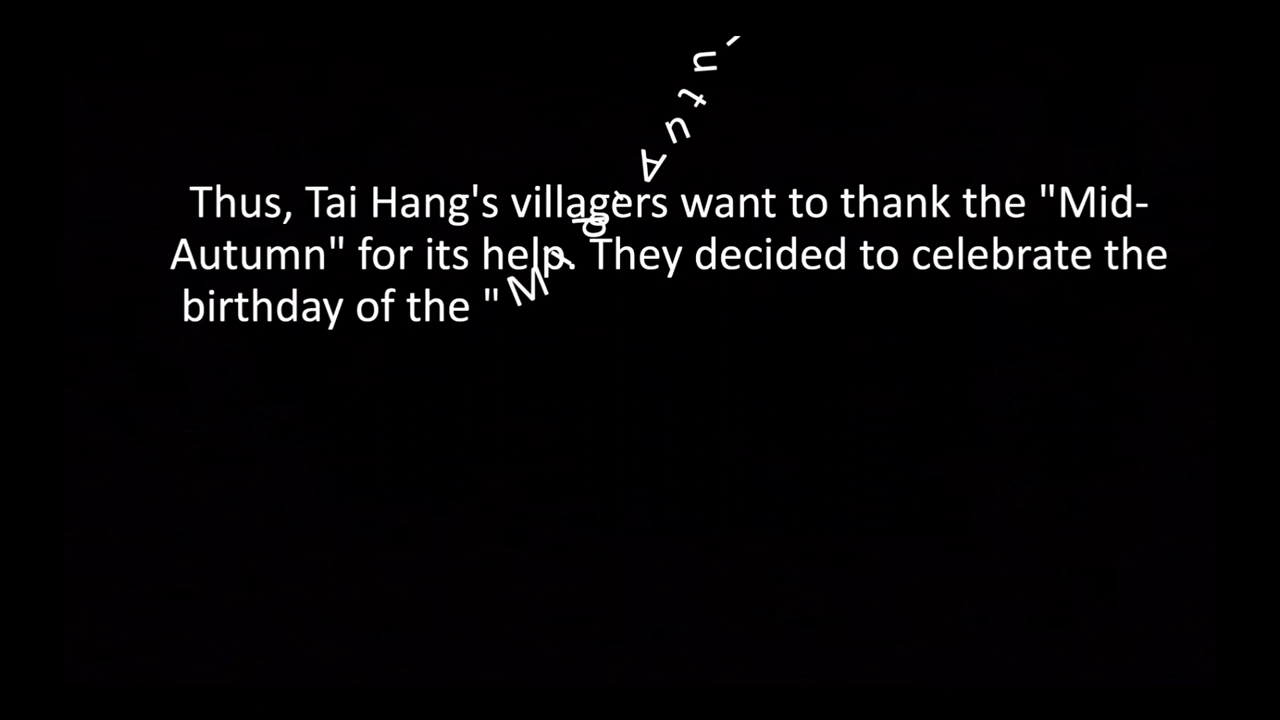 Thus, Tai Hang's villagers want to thank the "Mid-
Autumn" for its help. They decided to celebrate the
birthday of the "Mid-Autu